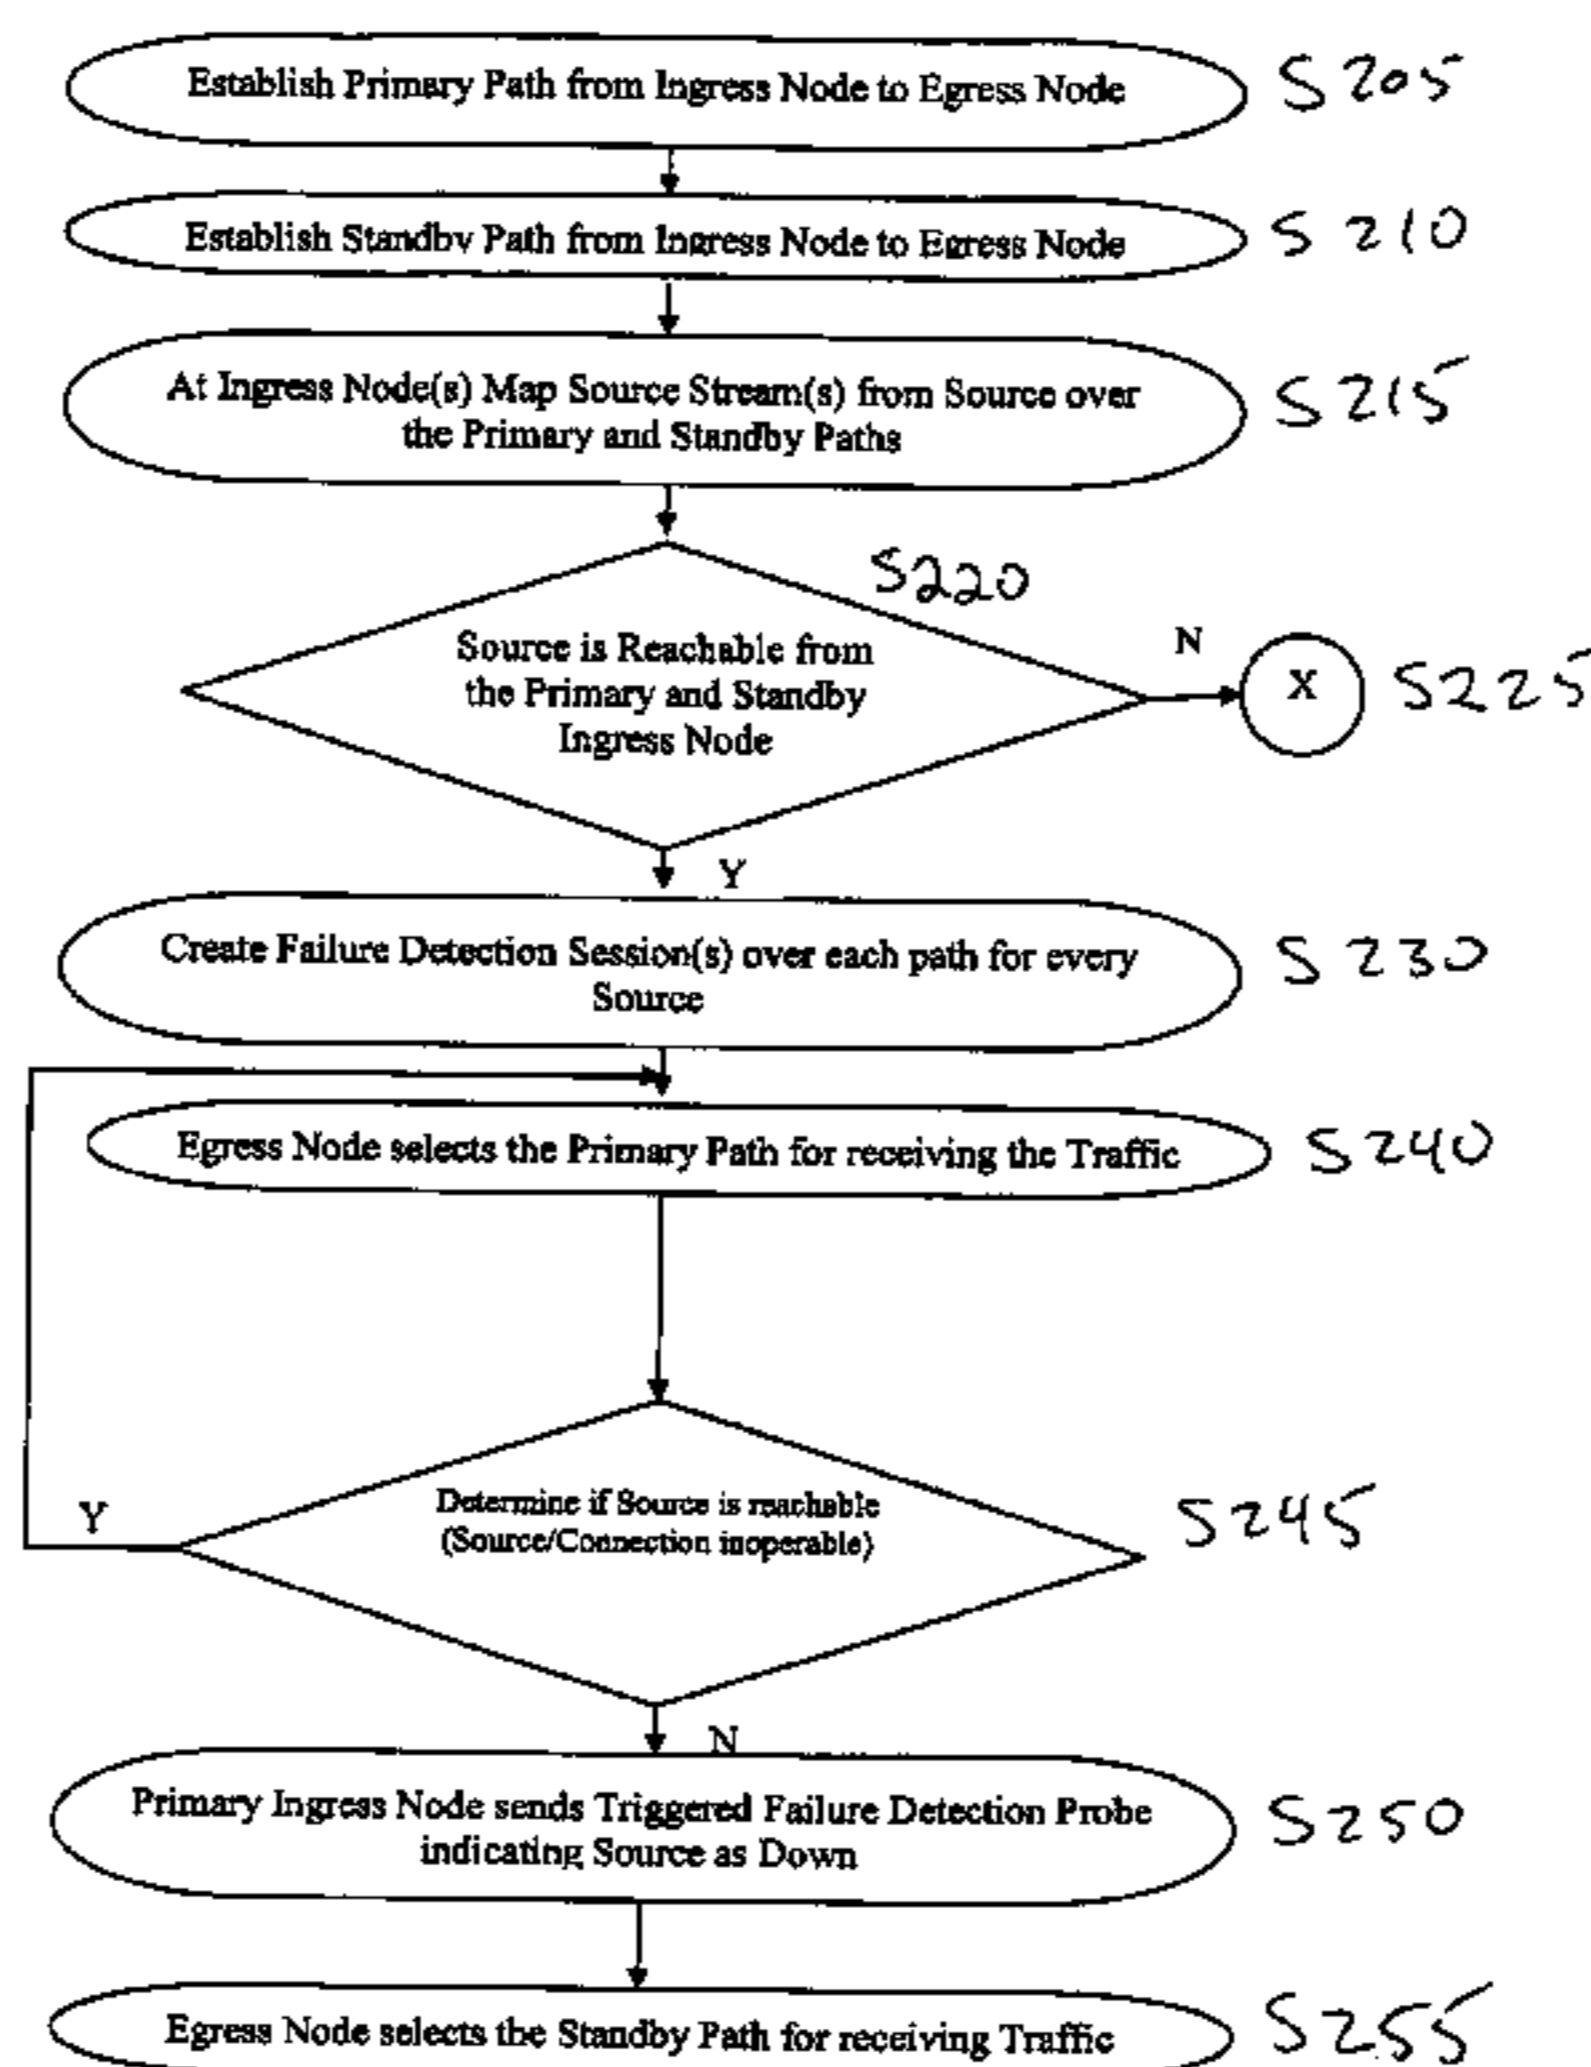 Establish Primary Path from Ingress Node to Egress Node
S205
Establish Standby Path from Ingress Node to Egress Node
S210
At Ingress Node(s) Map Source Stream(s) from Source over
the Primary and Standby Paths
S215
S220
Source is Reachable from
the Primary and Standby
Ingress Node
N
X
S225
Y
Create Failure Detection Session(s) over each path for every
Source
S230
Egress Node selects the Primary Path for receiving the Traffic
S240
Determine if Source is reachable
(Source/Connection inoperable)
Y
S245
N
Primary Ingress Node sends Triggered Failure Detection Probe
indicating Source as Down
S250
Egress Node selects the Standby Path for receiving Traffic
S255